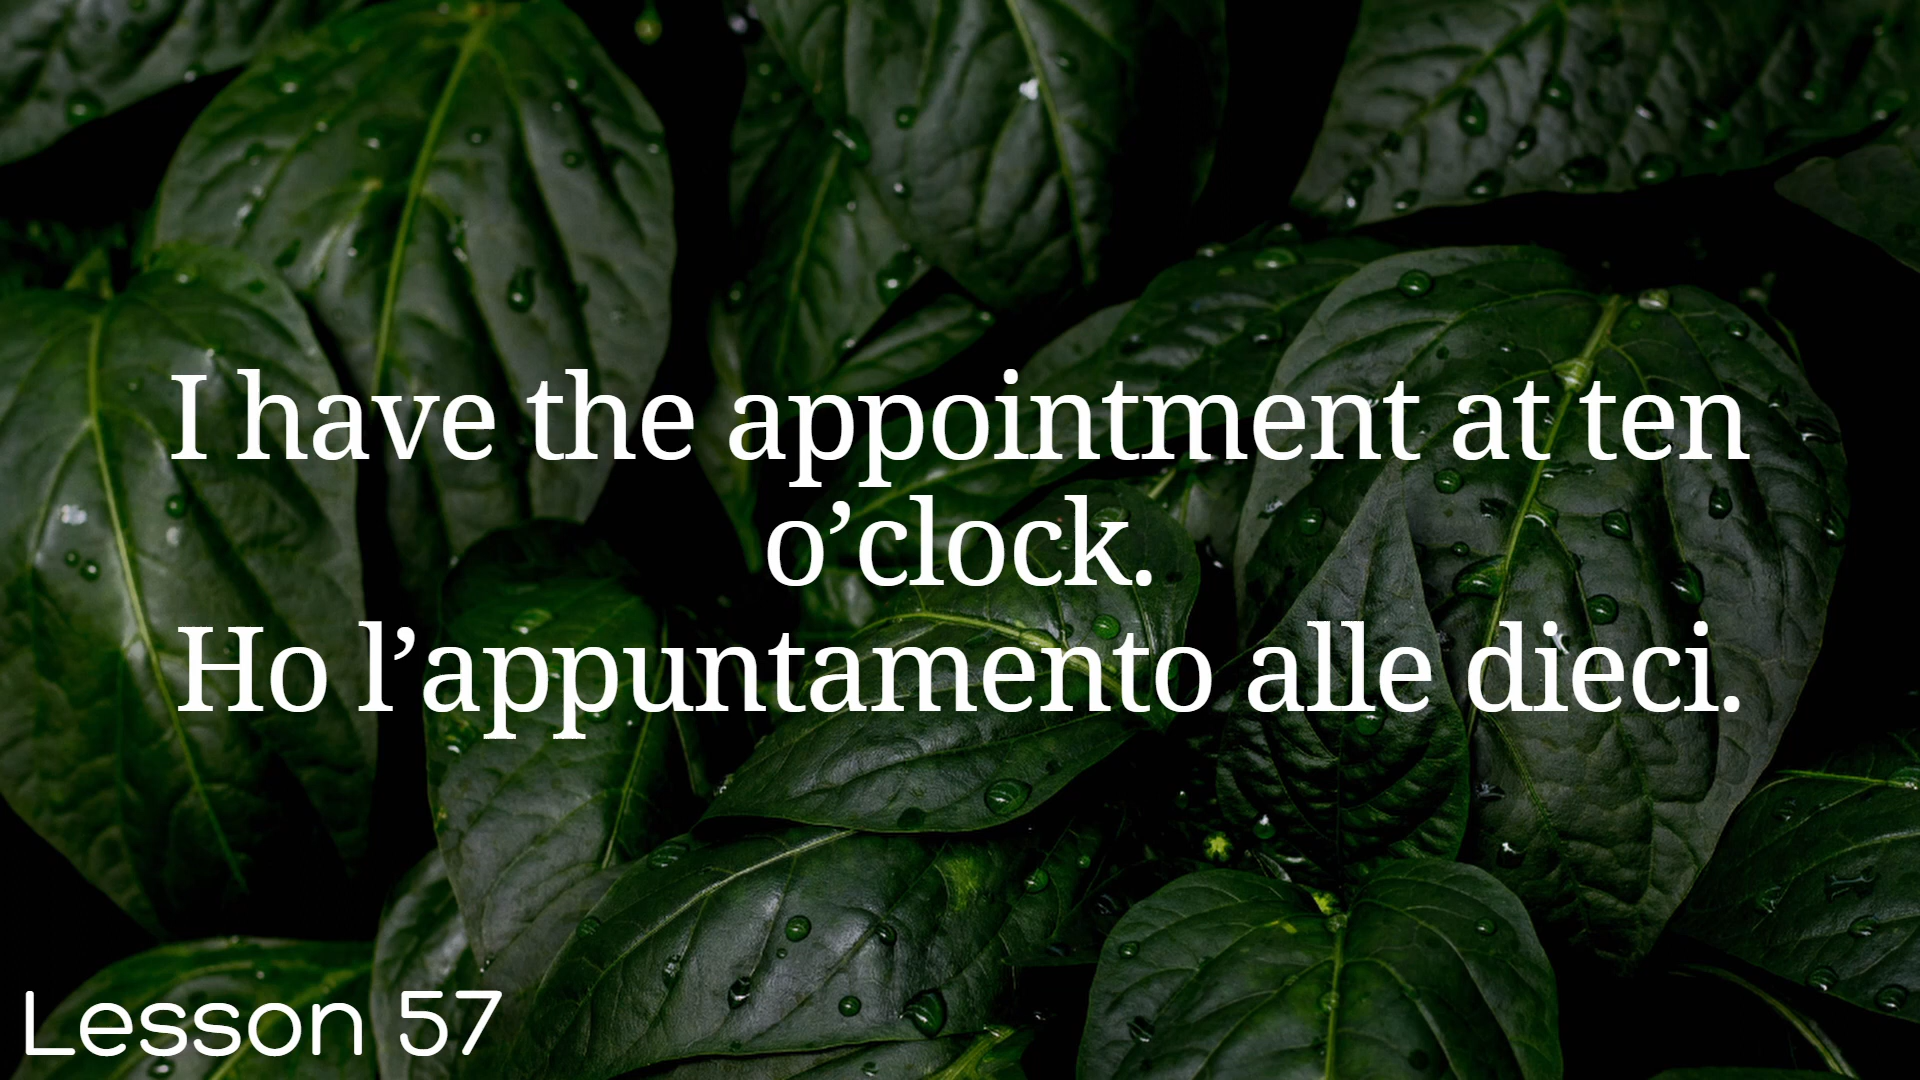 I have the appointment at ten
o’clock.
Ho l’appuntamento alle dieci.
Lesson 57